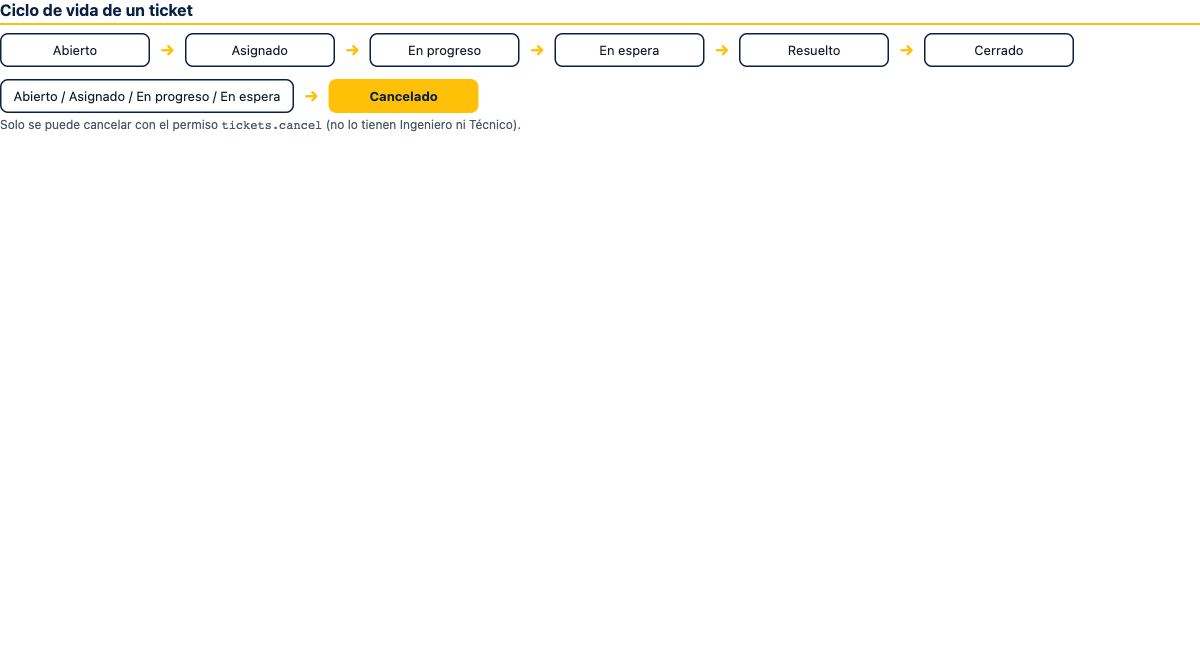 Ciclo de vida de un ticket
Abierto → Asignado → En progreso → En espera → Resuelto → Cerrado
Abierto / Asignado / En progreso / En espera → Cancelado
Solo se puede cancelar con el permiso tickets.cancel (no lo tienen Ingeniero ni Técnico).